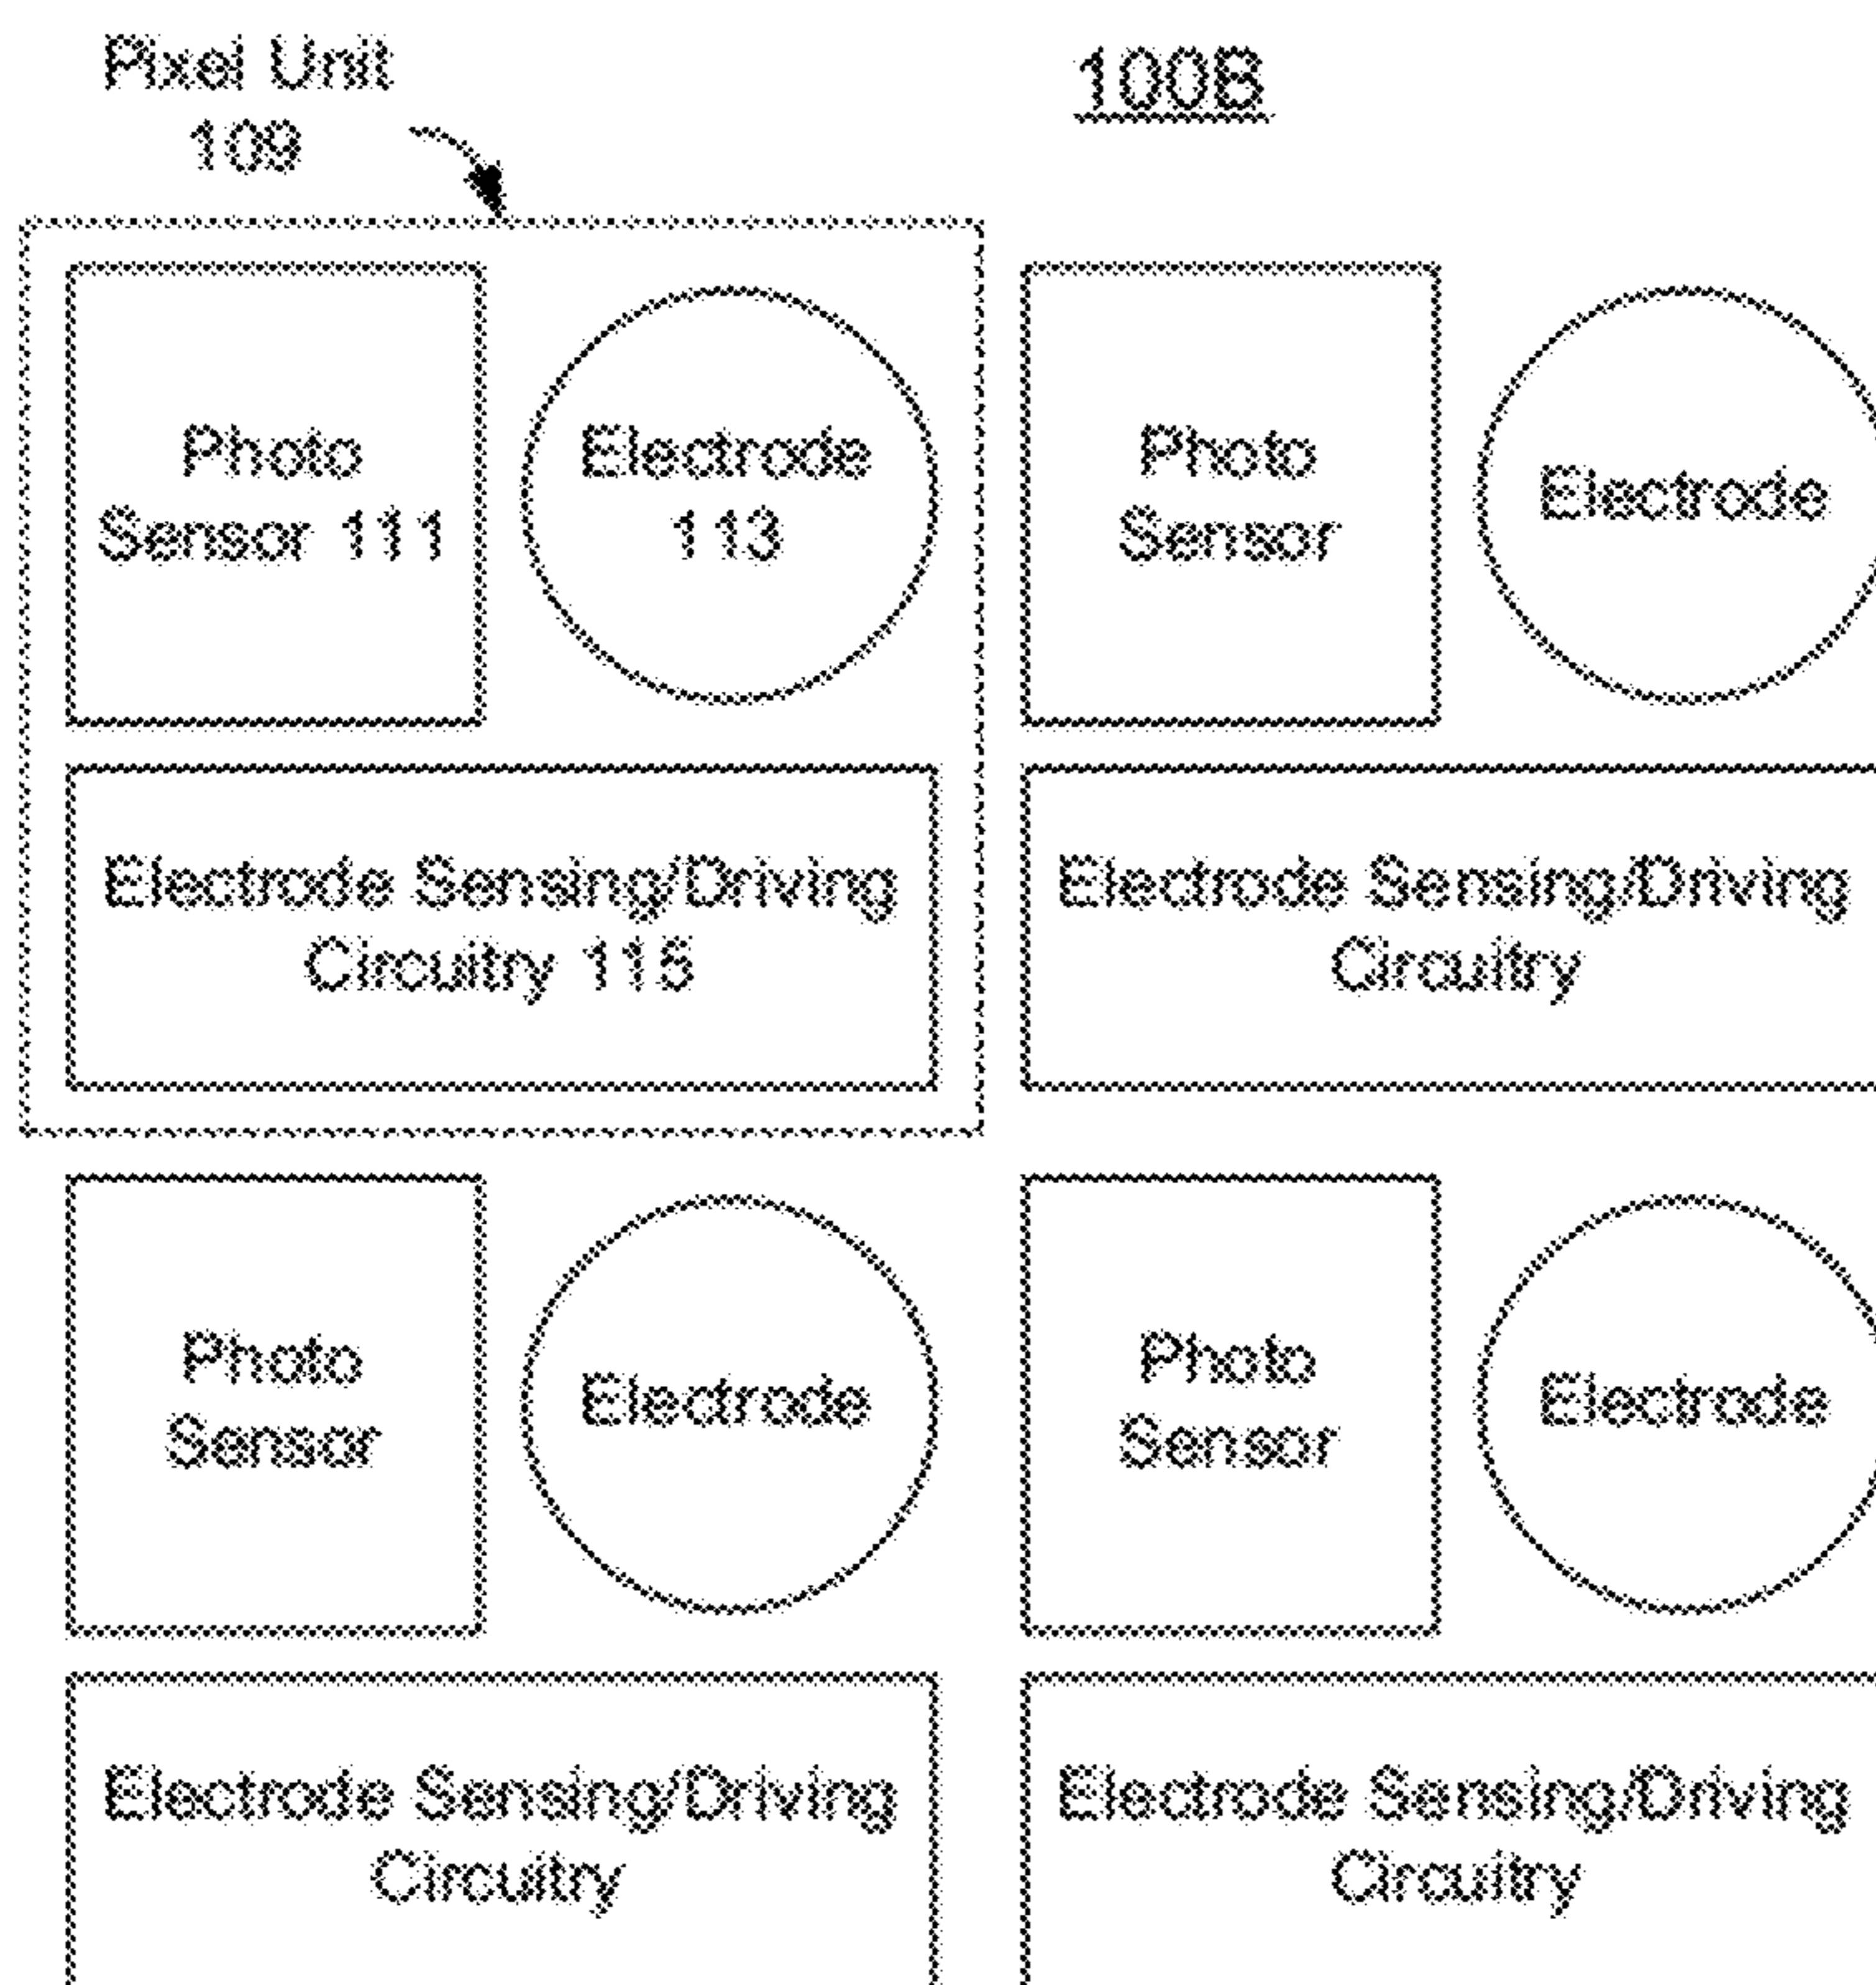 Pixel Unit
109
100B
Photo
Sensor 111
Electrode
113
Photo
Sensor
Electrode
Electrode Sensing/Driving
Circuitry 115
Electrode Sensing/Driving
Circuitry
Photo
Sensor
Electrode
Photo
Sensor
Electrode
Electrode Sensing/Driving
Circuitry
Electrode Sensing/Driving
Circuitry